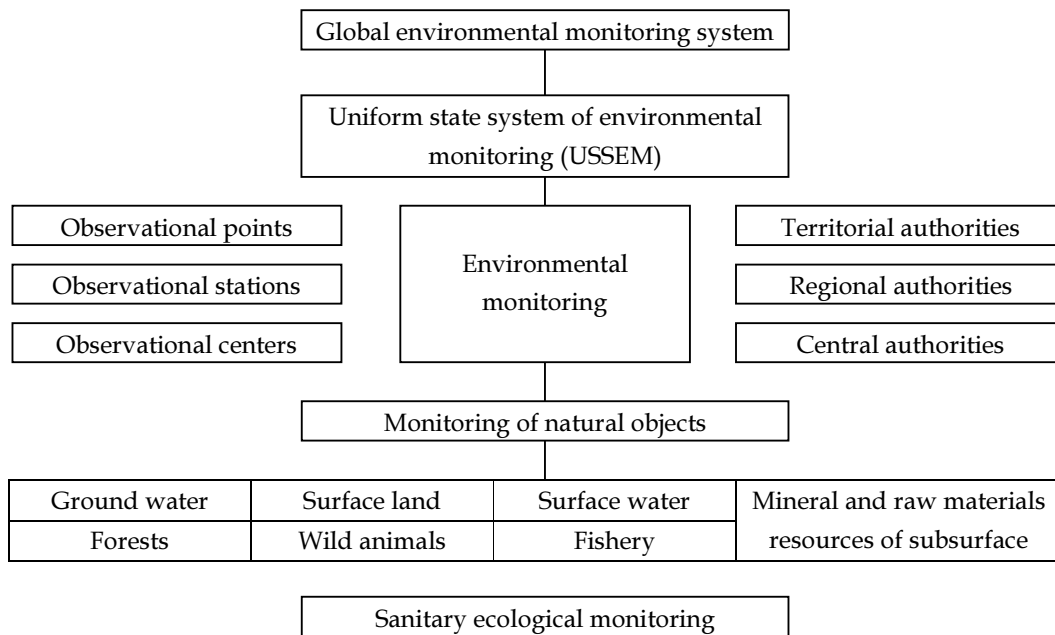 Global environmental monitoring system
Uniform state system of environmental
monitoring (USSEM)
Observational points
Observational stations
Observational centers
Environmental
monitoring
Territorial authorities
Regional authorities
Central authorities
Monitoring of natural objects
Ground water
Surface land
Surface water
Mineral and raw materials
resources of subsurface
Forests
Wild animals
Fishery
Sanitary ecological monitoring